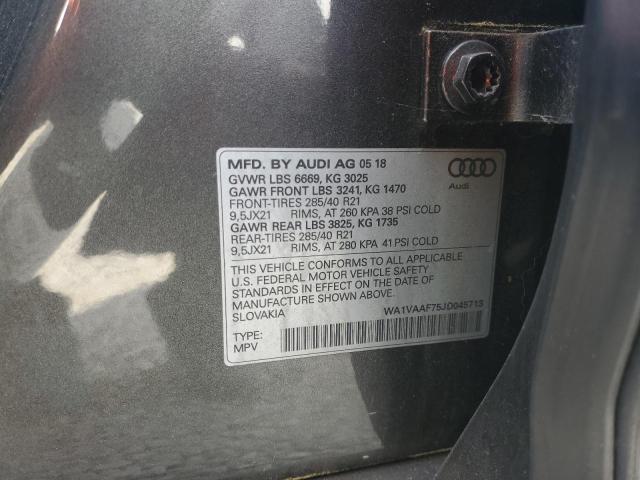 MFD. BY AUDI AG 05 18
GVWR LBS 6669, KG 3025
GAWR FRONT LBS 3241, KG 1470
FRONT-TIRES 285/40 R21
9,5JX21 RIMS, AT 260 KPA 38 PSI COLD
GAWR REAR LBS 3825, KG 1735
REAR-TIRES 285/40 R21
9,5JX21 RIMS, AT 280 KPA 41 PSI COLD
Audi
THIS VEHICLE CONFORMS TO ALL APPLICABLE
U.S. FEDERAL MOTOR VEHICLE SAFETY
STANDARDS IN EFFECT ON THE DATE OF
MANUFACTURE SHOWN ABOVE.
SLOVAKIA WA1VAAF75JD045713
TYPE:
MPV